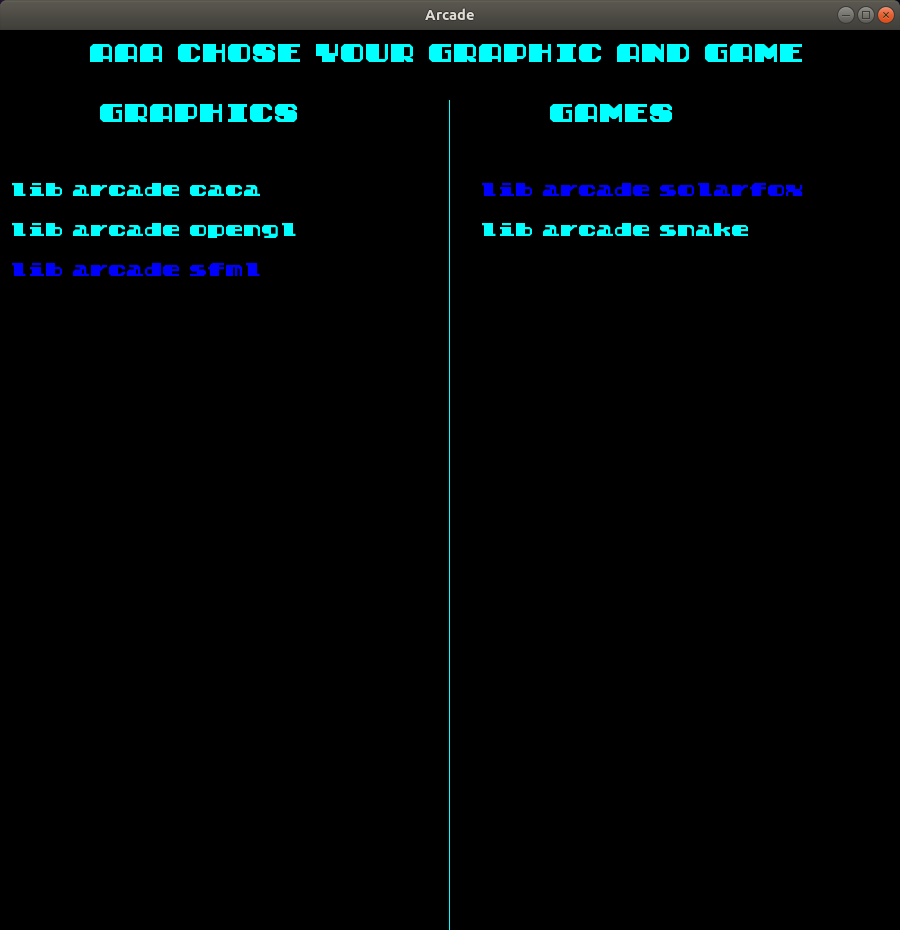 Arcade
AAA CHOSE YOUR GRAPHIC AND GAME
GRAPHICS
lib arcade caca
lib arcade opengl
lib arcade sfml
GAMES
lib arcade solarfox
lib arcade snake